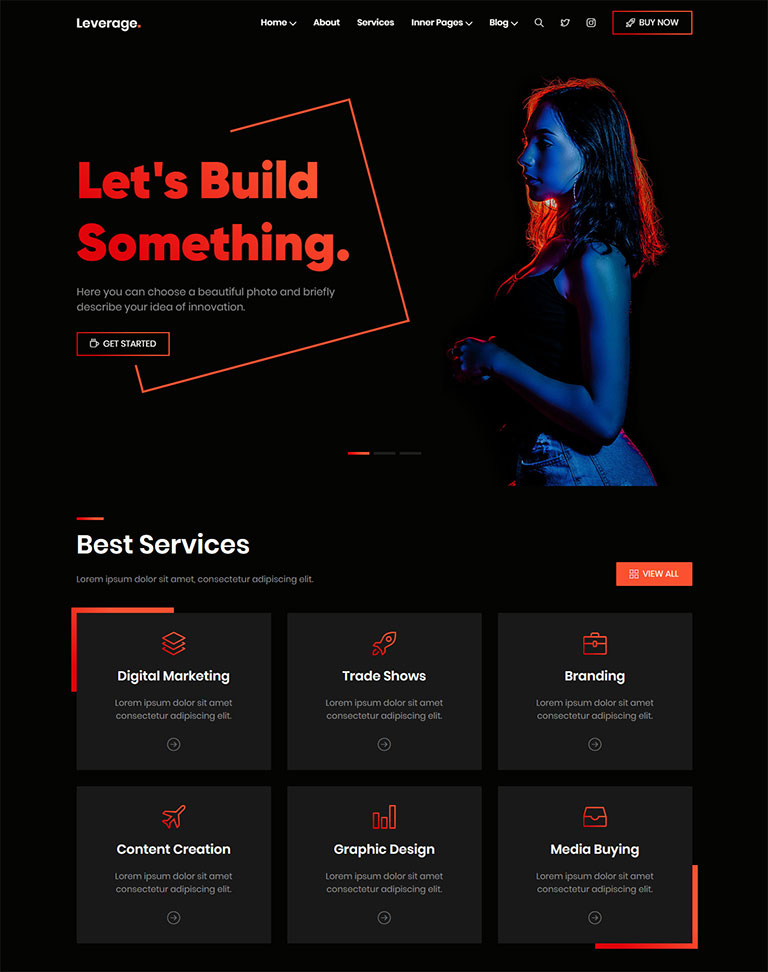 Leverage.
Home
About
Services
Inner Pages
Blog
BUY NOW
Let's Build
Something.
Here you can choose a beautiful photo and briefly
describe your idea of innovation.
GET STARTED
Best Services
Lorem ipsum dolor sit amet, consectetur adipiscing elit.
VIEW ALL
Digital Marketing
Lorem ipsum dolor sit amet
consectetur adipiscing elit.
Trade Shows
Lorem ipsum dolor sit amet
consectetur adipiscing elit.
Branding
Lorem ipsum dolor sit amet
consectetur adipiscing elit.
Content Creation
Lorem ipsum dolor sit amet
consectetur adipiscing elit.
Graphic Design
Lorem ipsum dolor sit amet
consectetur adipiscing elit.
Media Buying
Lorem ipsum dolor sit amet
consectetur adipiscing elit.